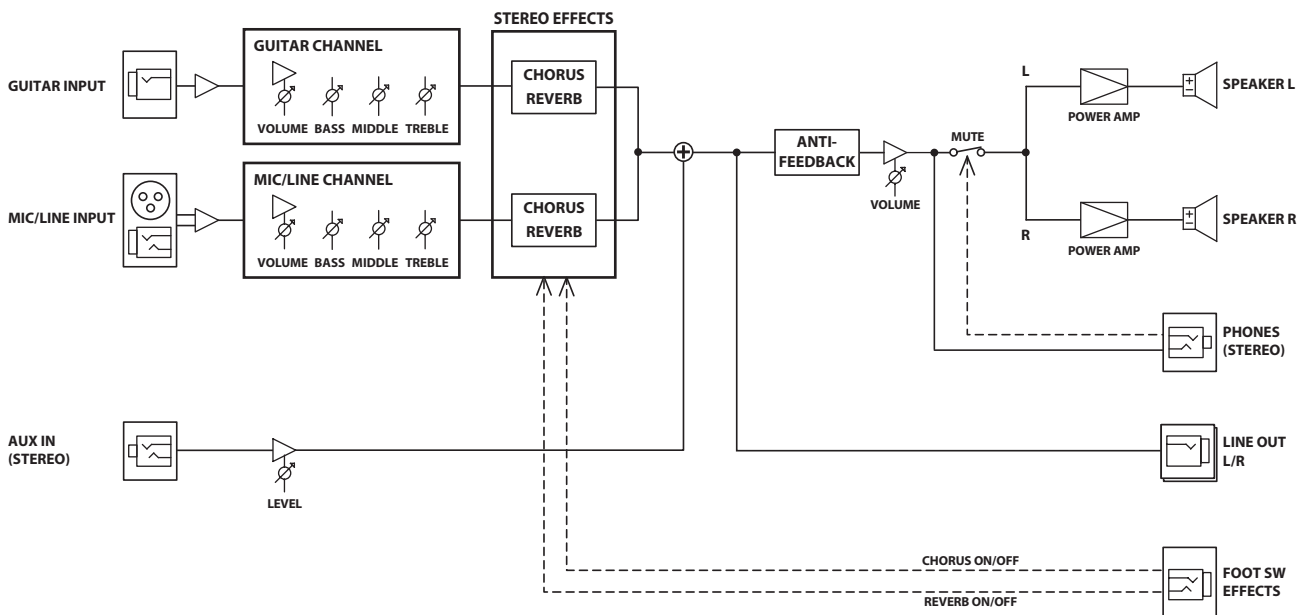 STEREO EFFECTS
GUITAR INPUT
GUITAR CHANNEL
VOLUME BASS MIDDLE TREBLE
CHORUS
REVERB
MIC/LINE INPUT
MIC/LINE CHANNEL
VOLUME BASS MIDDLE TREBLE
CHORUS
REVERB
ANTI-
FEEDBACK
VOLUME
MUTE
L
POWER AMP
SPEAKER L
R
POWER AMP
SPEAKER R
PHONES
(STEREO)
AUX IN
(STEREO)
LEVEL
LINE OUT
L/R
CHORUS ON/OFF
REVERB ON/OFF
FOOT SW
EFFECTS